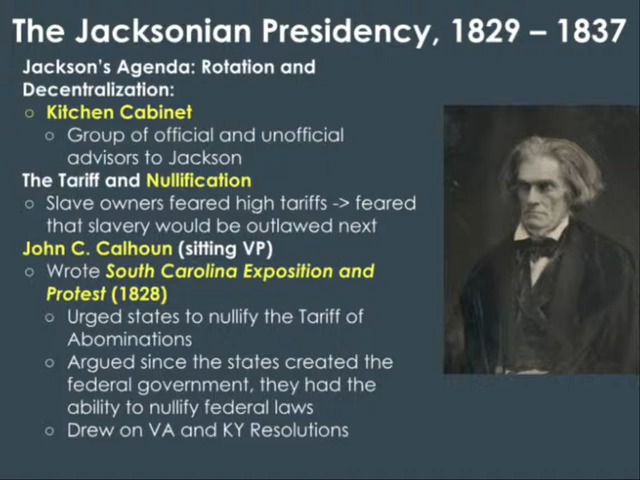 The Jacksonian Presidency, 1829 – 1837
Jackson's Agenda: Rotation and
Decentralization:
○ Kitchen Cabinet
○ Group of official and unofficial
advisors to Jackson
The Tariff and Nullification
○ Slave owners feared high tariffs -> feared
that slavery would be outlawed next
John C. Calhoun (sitting VP)
○ Wrote South Carolina Exposition and
Protest (1828)
○ Urged states to nullify the Tariff of
Abominations
○ Argued since the states created the
federal government, they had the
ability to nullify federal laws
○ Drew on VA and KY Resolutions